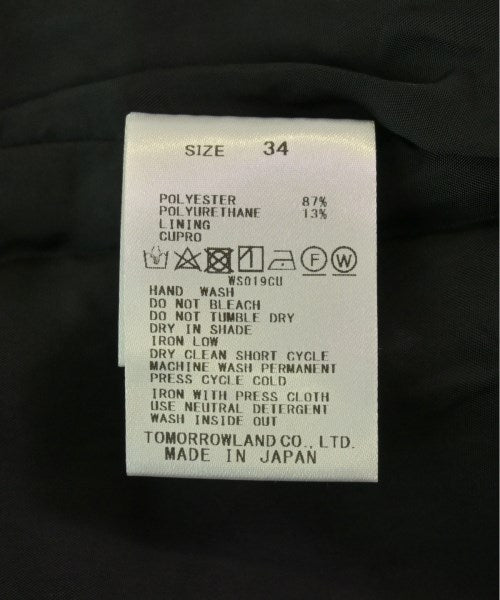 SIZE 34
POLYESTER 87%
POLYURETHANE 13%
LINING
CUPRO
F W
WS019CU
HAND WASH
DO NOT BLEACH
DO NOT TUMBLE DRY
DRY IN SHADE
IRON LOW
DRY CLEAN SHORT CYCLE
MACHINE WASH PERMANENT
PRESS CYCLE COLD
IRON WITH PRESS CLOTH
USE NEUTRAL DETERGENT
WASH INSIDE OUT
TOMORROWLAND CO., LTD.
MADE IN JAPAN